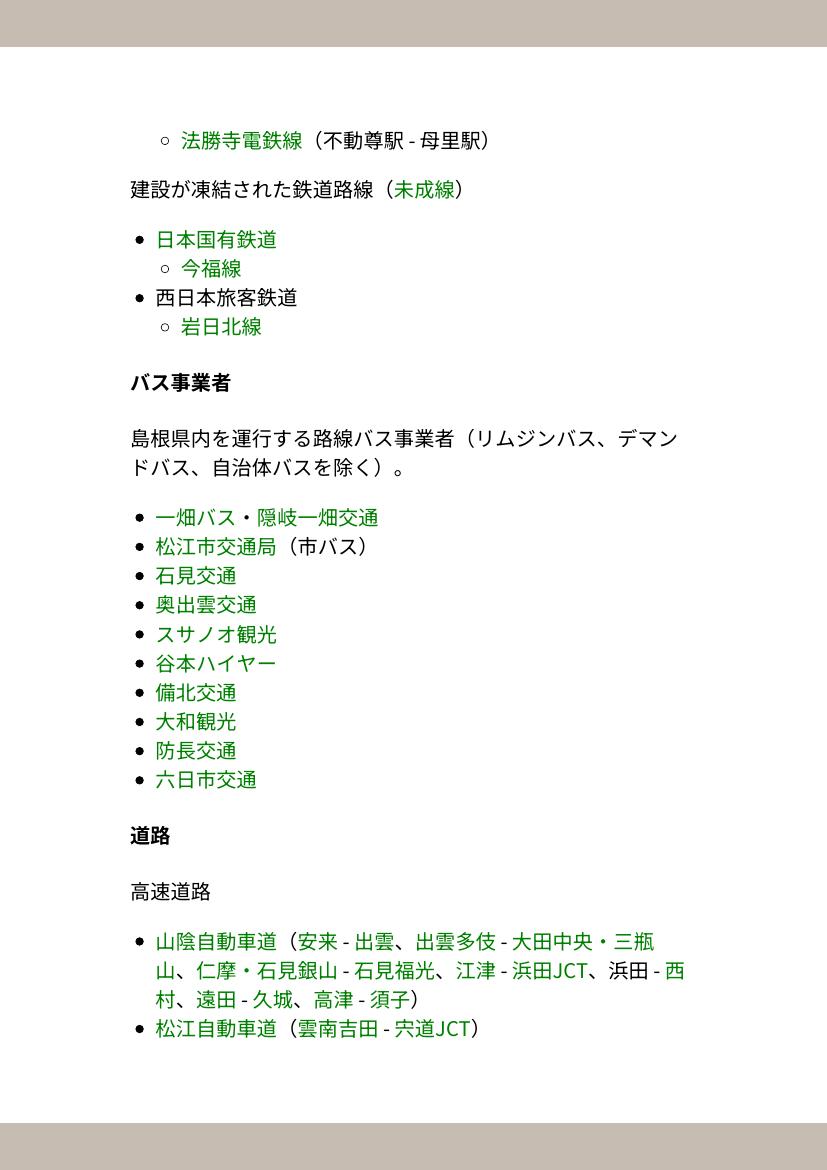 法勝寺電鉄線（不動尊駅 - 母里駅）
建設が凍結された鉄道路線（未成線）
日本国有鉄道
今福線
西日本旅客鉄道
岩日北線
バス事業者
島根県内を運行する路線バス事業者（リムジンバス、デマン
ドバス、自治体バスを除く）。
一畑バス・隠岐一畑交通
松江市交通局（市バス）
石見交通
奥出雲交通
スサノオ観光
谷本ハイヤー
備北交通
大和観光
防長交通
六日市交通
道路
高速道路
山陰自動車道（安来 - 出雲、出雲多伎 - 大田中央・三瓶
山、仁摩・石見銀山 - 石見福光、江津 - 浜田JCT、浜田 - 西
村、遠田 - 久城、高津 - 須子）
松江自動車道（雲南吉田 - 宍道JCT）